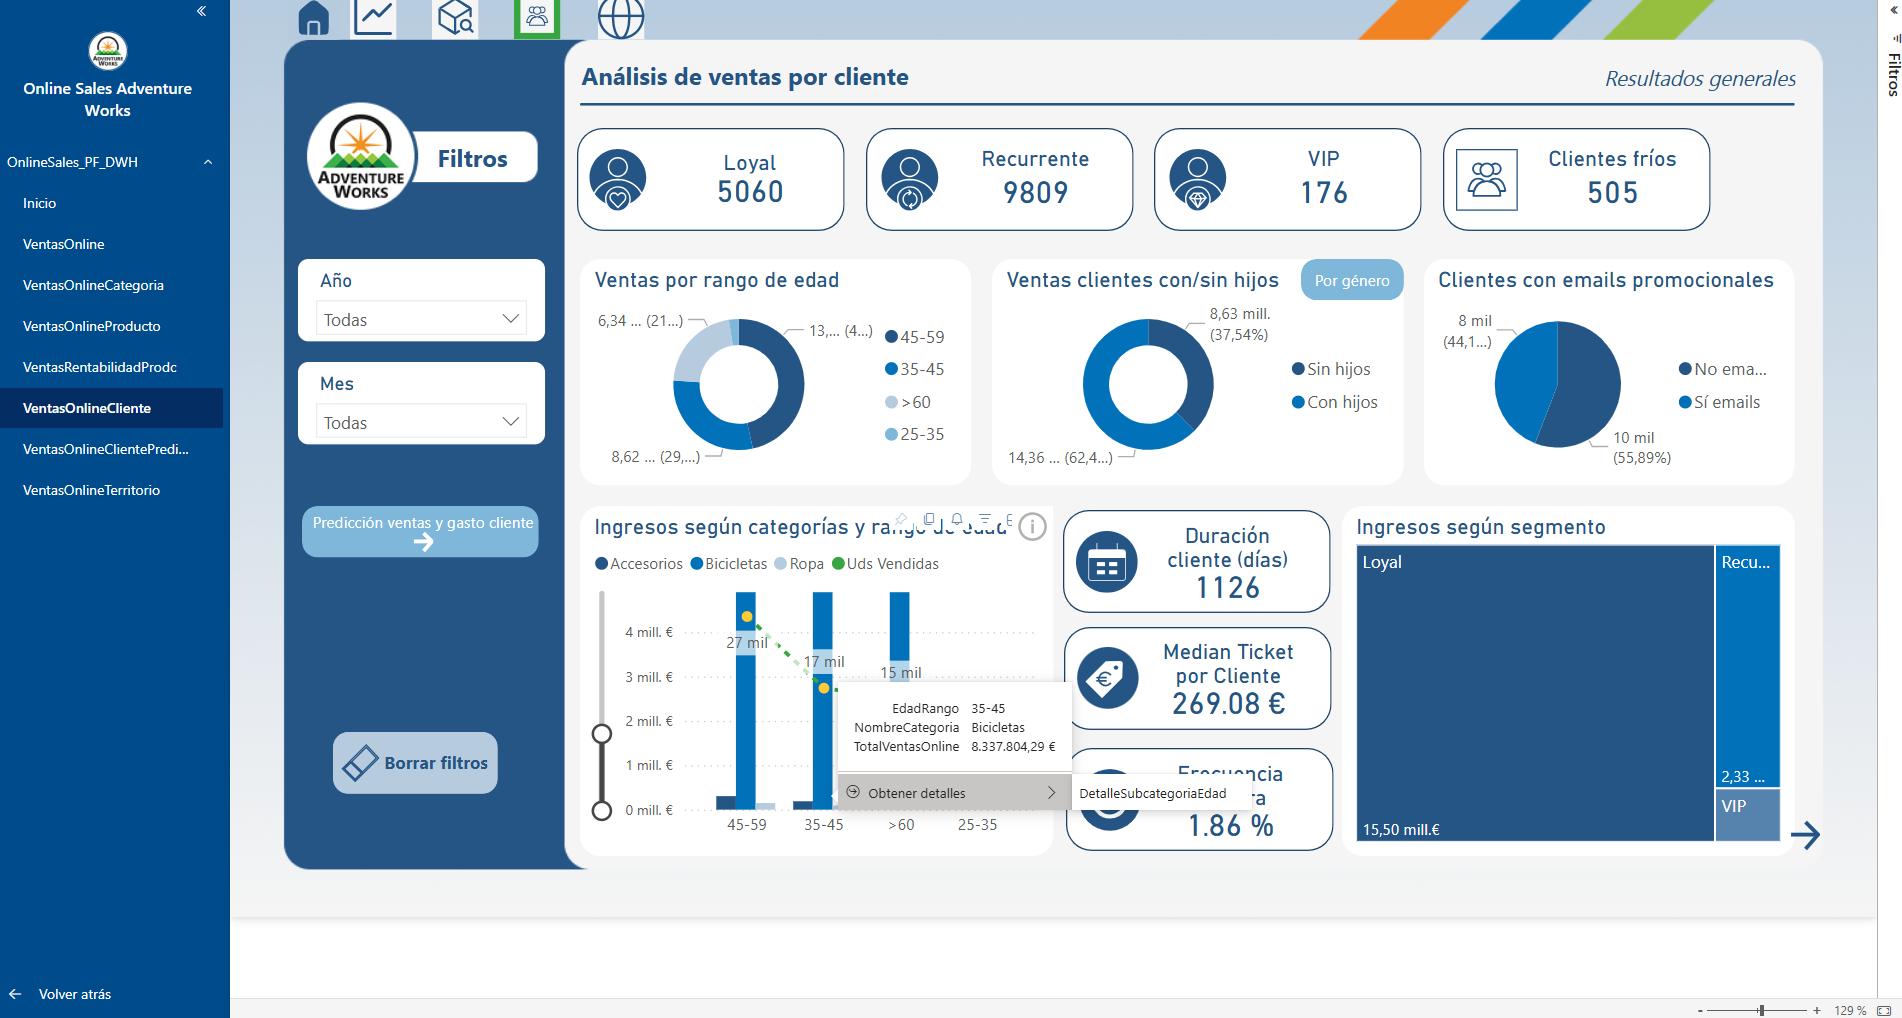 ADVENTURE
WORKS
Online Sales Adventure
Works
OnlineSales_PF_DWH
Inicio
VentasOnline
VentasOnlineCategoria
VentasOnlineProducto
VentasRentabilidadProdc
VentasOnlineCliente
VentasOnlineClientePredi...
VentasOnlineTerritorio
Volver atrás
ADVENTURE
WORKS
Filtros
Año
Todas
Mes
Todas
Predicción ventas y gasto cliente
Borrar filtros
Análisis de ventas por cliente
Resultados generales
Loyal
5060
Recurrente
9809
VIP
176
Clientes fríos
505
Ventas por rango de edad
6,34 ... (21...)
13,... (4...)
8,62 ... (29,...)
45-59
35-45
>60
25-35
Ventas clientes con/sin hijos
Por género
8,63 mill.
(37,54%)
14,36 ... (62,4...)
Sin hijos
Con hijos
Clientes con emails promocionales
8 mil
(44,1...)
10 mil
(55,89%)
No ema...
Sí emails
Ingresos según categorías y rango de edad
Accesorios
Bicicletas
Ropa
Uds Vendidas
4 mill. €
3 mill. €
2 mill. €
1 mill. €
0 mill. €
27 mil
17 mil
15 mil
45-59
35-45
>60
25-35
EdadRango 35-45
NombreCategoria Bicicletas
TotalVentasOnline 8.337.804,29 €
Obtener detalles
DetalleSubcategoriaEdad
Duración
cliente (días)
1126
Median Ticket
por Cliente
269.08 €
1.86 %
Ingresos según segmento
Loyal
15,50 mill.€
Recu...
2,33 ...
VIP
Filtros
- + 129 %